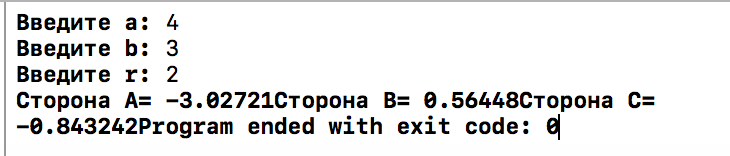 Введите a: 4
Введите b: 3
Введите r: 2
Сторона A= -3.02721Сторона B= 0.56448Сторона C=
-0.843242Program ended with exit code: 0